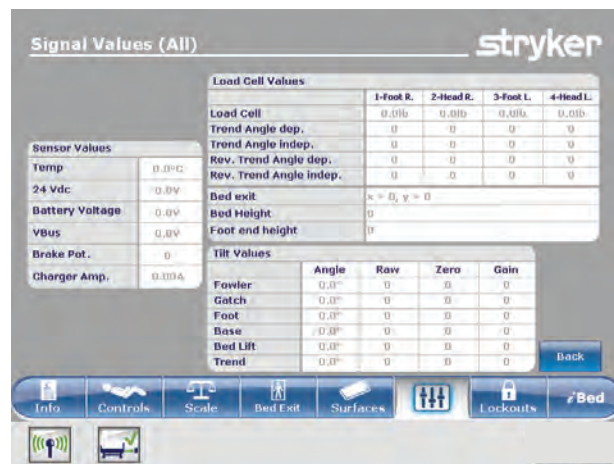 Signal Values (All)
stryker
Load Cell Values
1-Foot R. 2-Head R. 3-Foot L. 4-Head L.
Load Cell 0.0lb 0.0lb 0.0lb 0.0lb
Trend Angle dep. 0 0 0 0
Trend Angle indep. 0 0 0 0
Rev. Trend Angle dep. 0 0 0 0
Rev. Trend Angle indep. 0 0 0 0
Bed exit x = 0, y = 0
Bed Height 0
Foot end height 0
Sensor Values
Temp 0.0°C
24 Vdc 0.0V
Battery Voltage 0.0V
VBus 0.0V
Brake Pot. 0
Charger Amp. 0.00A
Tilt Values
Angle Raw Zero Gain
Fowler 0.0° 0 0 0
Gatch 0.0° 0 0 0
Foot 0.0° 0 0 0
Base 0.0° 0 0 0
Bed Lift 0.0° 0 0 0
Trend 0.0° 0 0 0
Back
Info Controls Scale Bed Exit Surfaces Lockouts iBed